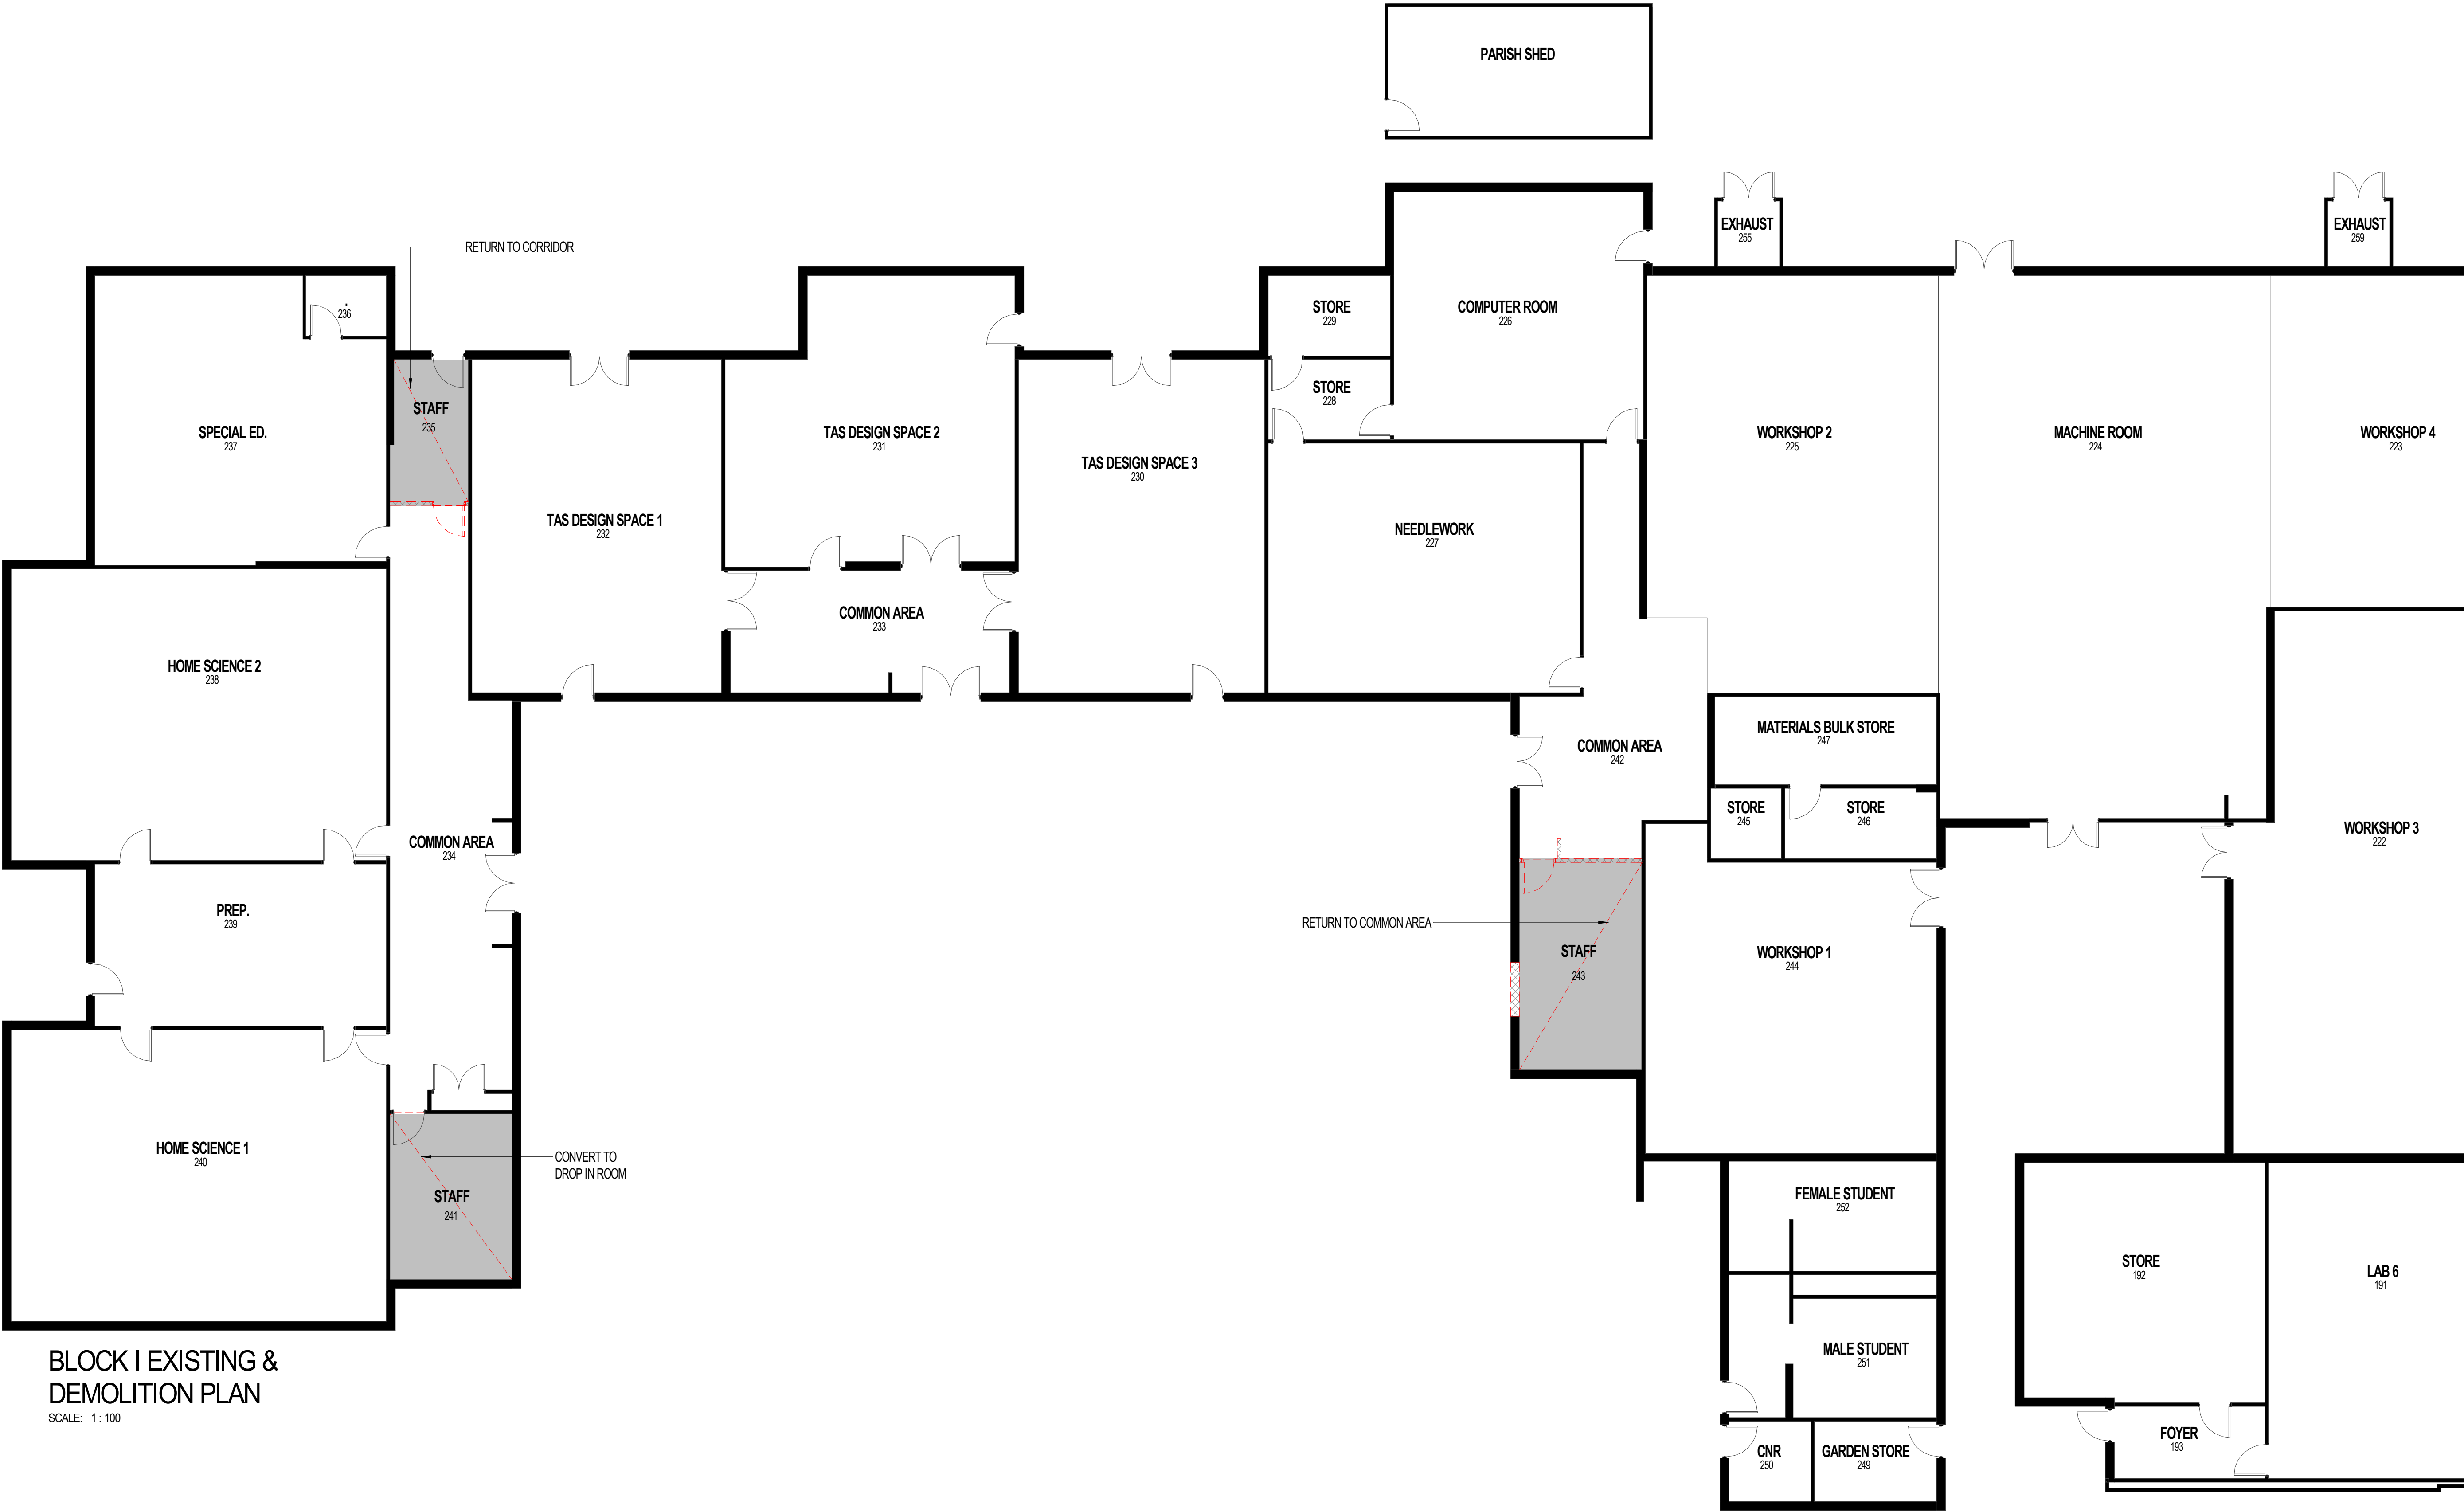 PARISH SHED
EXHAUST
255
EXHAUST
259
RETURN TO CORRIDOR
236
STORE
229
COMPUTER ROOM
226
STORE
228
STAFF
235
SPECIAL ED.
237
TAS DESIGN SPACE 2
231
TAS DESIGN SPACE 3
230
WORKSHOP 2
225
MACHINE ROOM
224
WORKSHOP 4
223
TAS DESIGN SPACE 1
232
NEEDLEWORK
227
COMMON AREA
233
HOME SCIENCE 2
238
MATERIALS BULK STORE
247
COMMON AREA
242
STORE
245
STORE
246
WORKSHOP 3
222
COMMON AREA
234
PREP.
239
RETURN TO COMMON AREA
STAFF
243
WORKSHOP 1
244
HOME SCIENCE 1
240
CONVERT TO
DROP IN ROOM
STAFF
241
FEMALE STUDENT
252
STORE
192
LAB 6
191
MALE STUDENT
251
BLOCK I EXISTING &
DEMOLITION PLAN
SCALE: 1 : 100
FOYER
193
CNR
250
GARDEN STORE
249